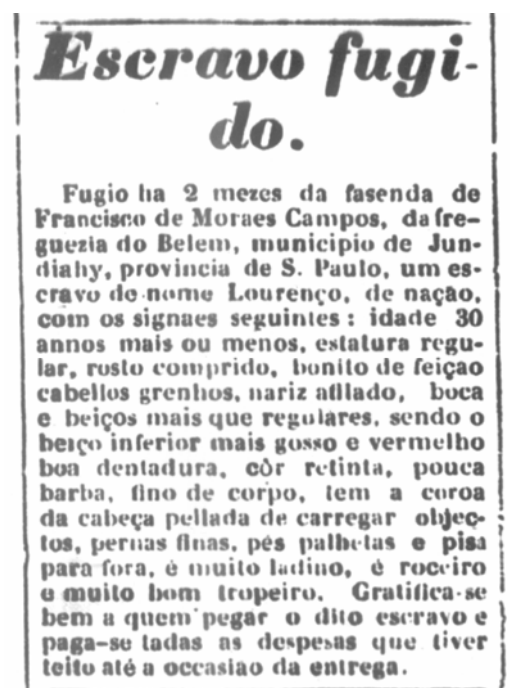 Escravo fugi-
do.
Fugio ha 2 mezes da fasenda de
Francisco de Moraes Campos, da fre-
guezia do Belem, municipio de Jun-
diahy, provincia de S. Paulo, um es-
cravo de nome Lourenço, de nação,
com os signaes seguintes : idade 30
annos mais ou menos, estatura regu-
lar, rosto comprido, bonito de feição
cabellos grenhos, nariz afilado, boca
e beiços mais que regulares, sendo o
beiço inferior mais gosso e vermelho
boa dentadura, côr retinta, pouca
barba, fino de corpo, tem a coroa
da cabeça pellada de carregar objec-
tos, pernas finas, pés palhetas e pisa
para fora, é muito ladino, é roceiro
e muito bom tropeiro. Gratifica-se
bem a quem pegar o dito escravo e
paga-se tadas as despesas que tiver
feito até a occasiao da entrega.